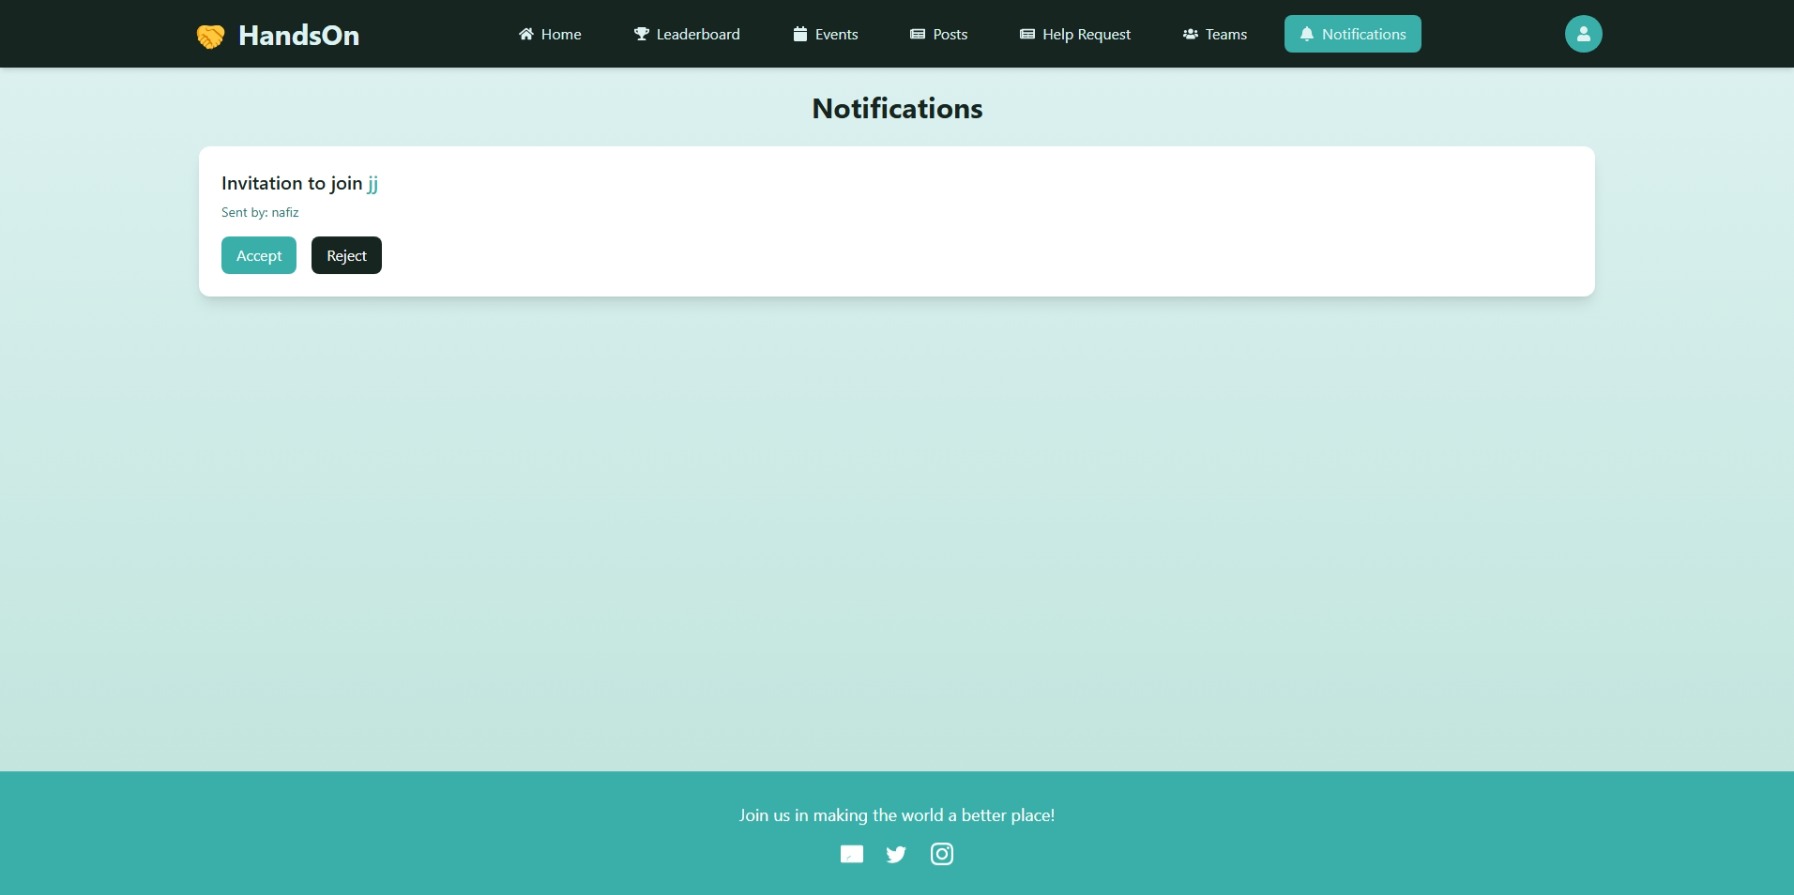 HandsOn
Home
Leaderboard
Events
Posts
Help Request
Teams
Notifications
Notifications
Invitation to join jj
Sent by: nafiz
Accept
Reject
Join us in making the world a better place!